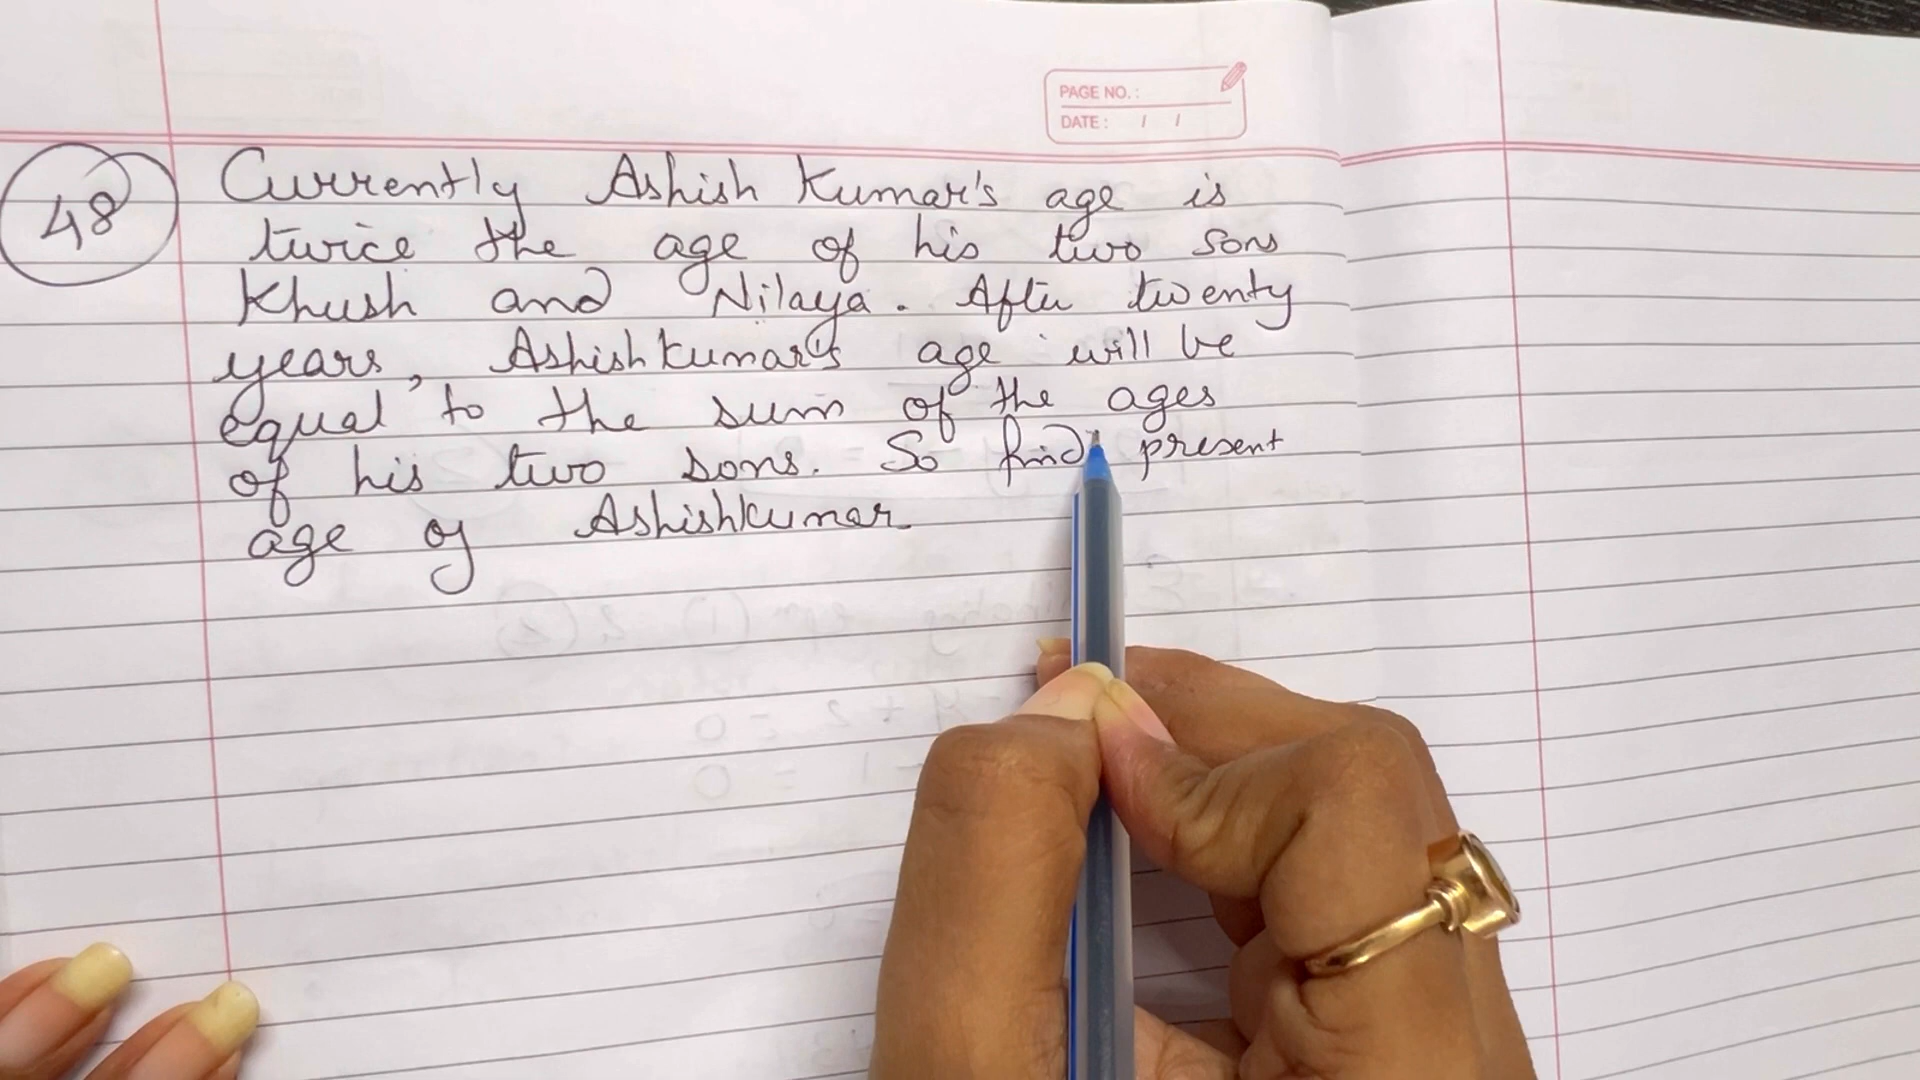 PAGE NO.:
DATE: / /
48
Currently Ashish Kumar's age is
twice the age of his two sons
Khush and Nilaya. After twenty
years, Ashishkumar's age will be
equal to the sum of the ages
of his two sons. So find present
age of Ashishkumar